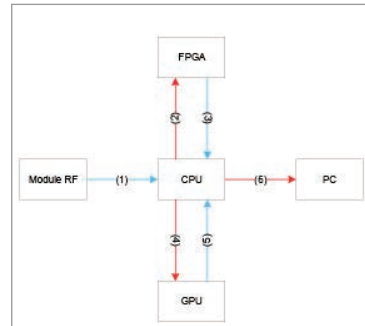 FPGA
(2)
(3)
Module RF
(1)
CPU
(6)
PC
(4)
(5)
GPU